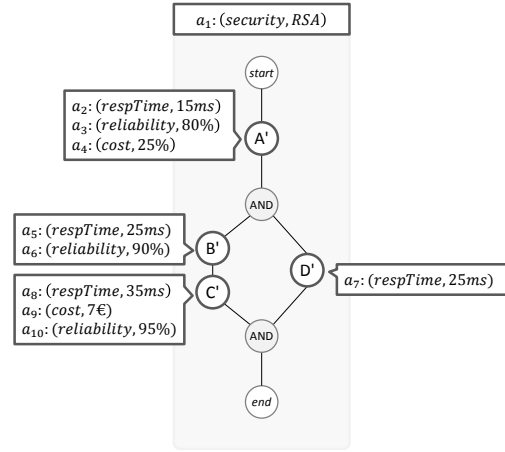 a₁: (security, RSA)
start
a₂: (respTime, 15ms)
a₃: (reliability, 80%)
a₄: (cost, 25%)
A'
AND
a₅: (respTime, 25ms)
a₆: (reliability, 90%)
B'
D'
a₇: (respTime, 25ms)
a₈: (respTime, 35ms)
a₉: (cost, 7€)
a₁₀: (reliability, 95%)
C'
AND
end